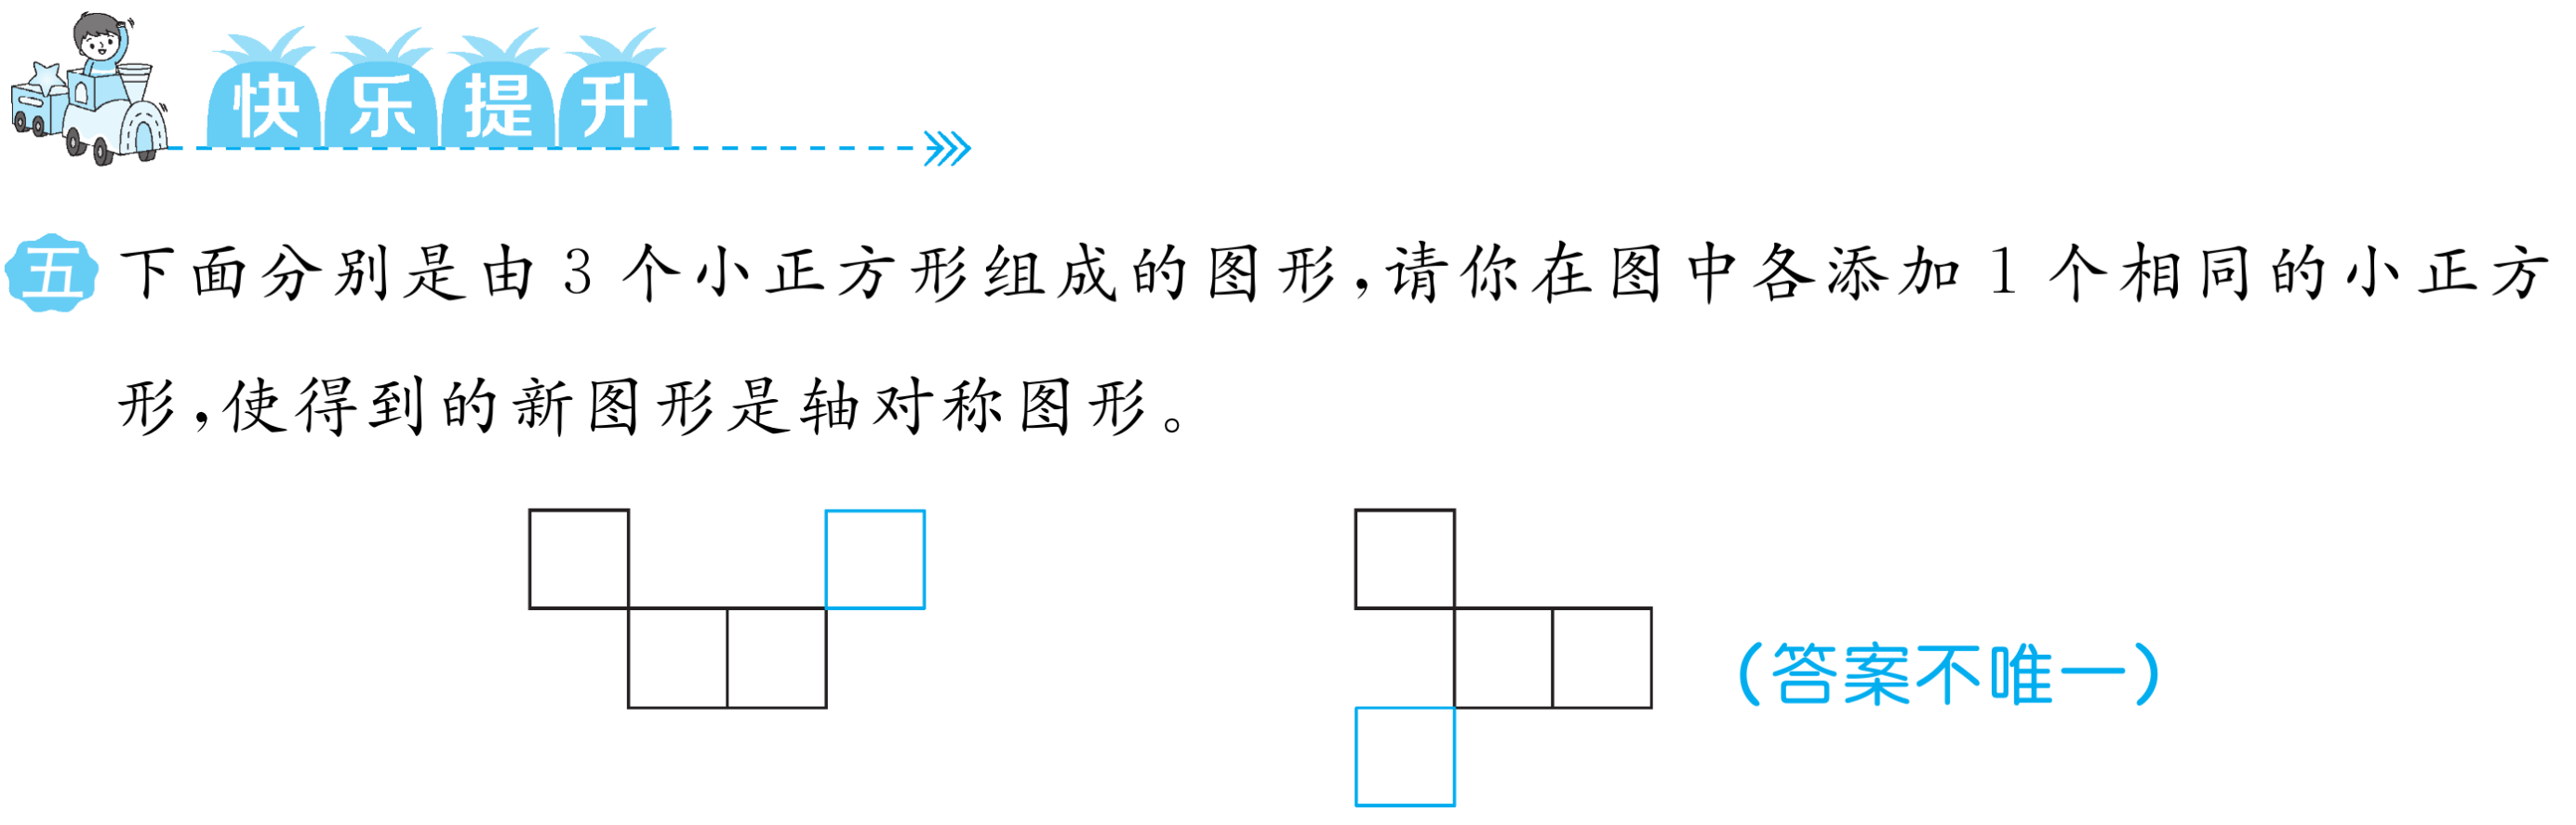 快乐提升
五 下面分别是由 3 个小正方形组成的图形,请你在图中各添加 1 个相同的小正方
形,使得到的新图形是轴对称图形。
(答案不唯一)